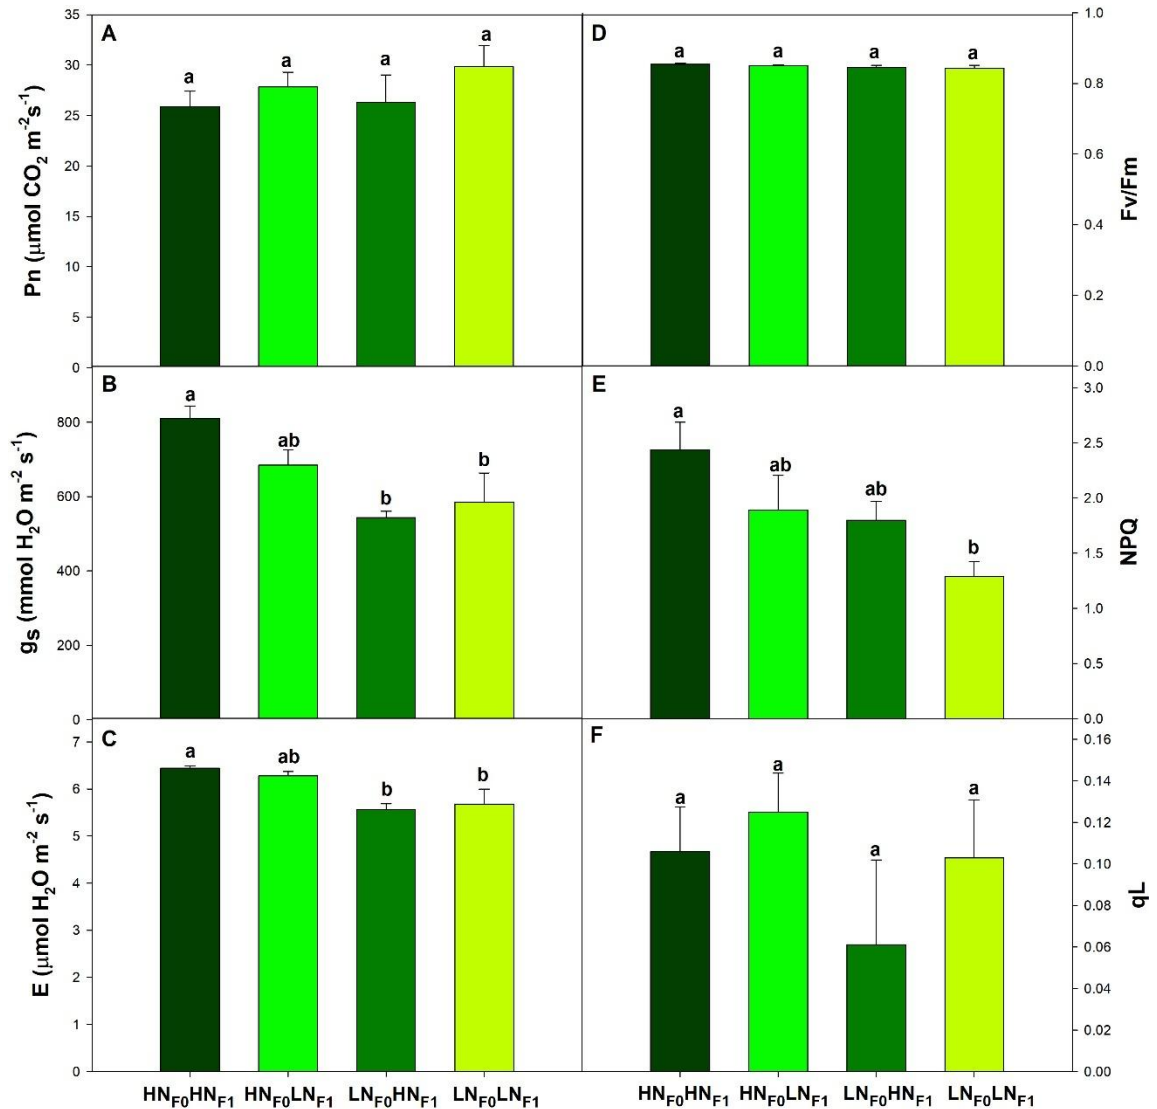 A
35
30
25
20
15
10
5
0
Pn (μmol CO2 m-2s-1)
a a a a
D
1.0
0.8
0.6
0.4
0.2
0.0
Fv/Fm
a a a a
B
800
600
400
200
0
gs (mmol H2O m-2 s-1)
a ab b b
E
3.0
2.5
2.0
1.5
1.0
0.5
0.0
NPQ
a ab ab b
C
7
6
5
4
3
2
1
0
E (μmol H2O m-2 s-1)
a ab b b
F
0.16
0.14
0.12
0.10
0.08
0.06
0.04
0.02
0.00
qL
a a a a
HNF0HNF1 HNF0LNF1 LNF0HNF1 LNF0LNF1
HNF0HNF1 HNF0LNF1 LNF0HNF1 LNF0LNF1